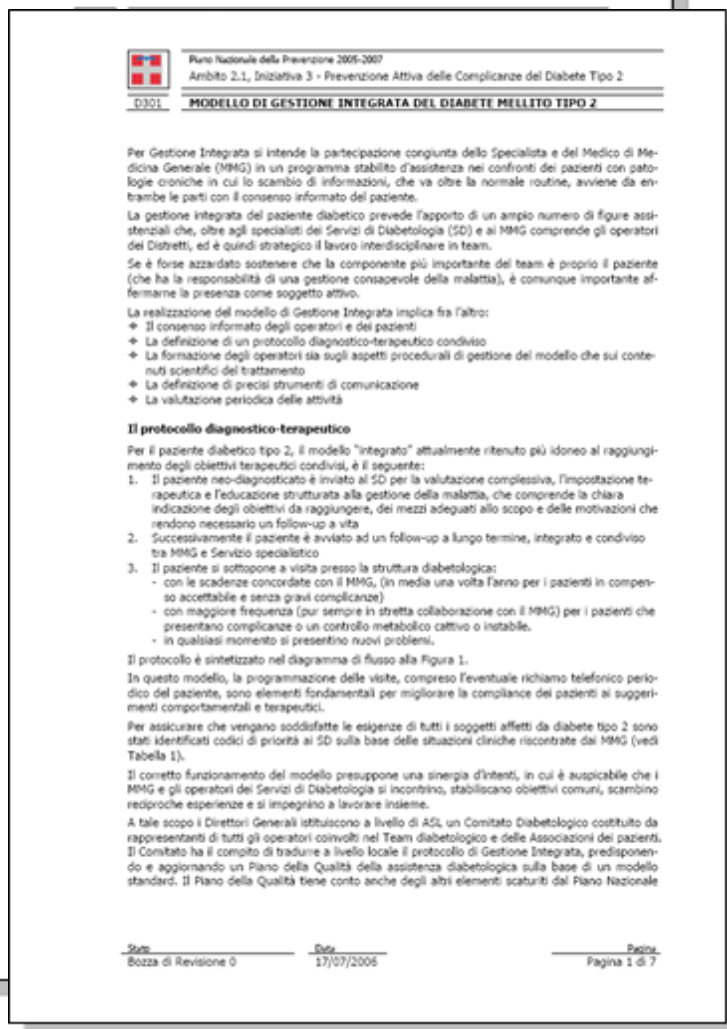 Piano Nazionale della Prevenzione 2005-2007
Ambito 2.1, Iniziativa 3 - Prevenzione Attiva delle Complicanze del Diabete Tipo 2
D301 MODELLO DI GESTIONE INTEGRATA DEL DIABETE MELLITO TIPO 2
Per Gestione Integrata si intende la partecipazione congiunta dello Specialista e del Medico di Me-
dicina Generale (MMG) in un programma stabilito d'assistenza nei confronti dei pazienti con pato-
logie croniche in cui lo scambio di informazioni, che va oltre la normale routine, avviene da en-
trambe le parti con il consenso informato del paziente.
La gestione integrata del paziente diabetico prevede l'apporto di un ampio numero di figure assi-
stenziali che, oltre agli specialisti dei Servizi di Diabetologia (SD) e ai MMG comprende gli operatori
dei Distretti, ed è quindi strategico il lavoro interdisciplinare in team.
Se è forse azzardato sostenere che la componente più importante del team è proprio il paziente
(che ha la responsabilità di una gestione consapevole della malattia), è comunque importante af-
fermarne la presenza come soggetto attivo.
La realizzazione del modello di Gestione Integrata implica fra l'altro:
❖ Il consenso informato degli operatori e dei pazienti
❖ La definizione di un protocollo diagnostico-terapeutico condiviso
❖ La formazione degli operatori sia sugli aspetti procedurali di gestione del modello che sui conte-
nuti scientifici del trattamento
❖ La definizione di precisi strumenti di comunicazione
❖ La valutazione periodica delle attività
Il protocollo diagnostico-terapeutico
Per il paziente diabetico tipo 2, il modello "integrato" attualmente ritenuto più idoneo al raggiungi-
mento degli obiettivi terapeutici condivisi, è il seguente:
1. Il paziente neo-diagnosticato è inviato al SD per la valutazione complessiva, l'impostazione te-
rapeutica e l'educazione strutturata alla gestione della malattia, che comprende la chiara
indicazione degli obiettivi da raggiungere, dei mezzi adeguati allo scopo e delle motivazioni che
rendono necessario un follow-up a vita
2. Successivamente il paziente è avviato ad un follow-up a lungo termine, integrato e condiviso
tra MMG e Servizio specialistico
3. Il paziente si sottopone a visita presso la struttura diabetologica:
- con le scadenze concordate con il MMG, (in media una volta l'anno per i pazienti in compen-
so accettabile e senza gravi complicanze)
- con maggiore frequenza (pur sempre in stretta collaborazione con il MMG) per i pazienti che
presentano complicanze o un controllo metabolico cattivo o instabile.
- in qualsiasi momento si presentino nuovi problemi.
Il protocollo è sintetizzato nel diagramma di flusso alla Figura 1.
In questo modello, la programmazione delle visite, compreso l'eventuale richiamo telefonico perio-
dico del paziente, sono elementi fondamentali per migliorare la compliance dei pazienti ai suggeri-
menti comportamentali e terapeutici.
Per assicurare che vengano soddisfatte le esigenze di tutti i soggetti affetti da diabete tipo 2 sono
stati identificati codici di priorità ai SD sulla base delle situazioni cliniche riscontrate dai MMG (vedi
Tabella 1).
Il corretto funzionamento del modello presuppone una sinergia d'intenti, in cui è auspicabile che i
MMG e gli operatori dei Servizi di Diabetologia si incontrino, stabiliscano obiettivi comuni, scambino
reciproche esperienze e si impegnino a lavorare insieme.
A tale scopo i Direttori Generali istituiscono a livello di ASL un Comitato Diabetologico costituito da
rappresentanti di tutti gli operatori coinvolti nel Team diabetologico e delle Associazioni dei pazienti.
Il Comitato ha il compito di tradurre a livello locale il protocollo di Gestione Integrata, predisponen-
do e aggiornando un Piano della Qualità della assistenza diabetologica sulla base di un modello
standard. Il Piano della Qualità tiene conto anche degli altri elementi scaturiti dal Piano Nazionale
Stato Data Pagina
Bozza di Revisione 0 17/07/2006 Pagina 1 di 7